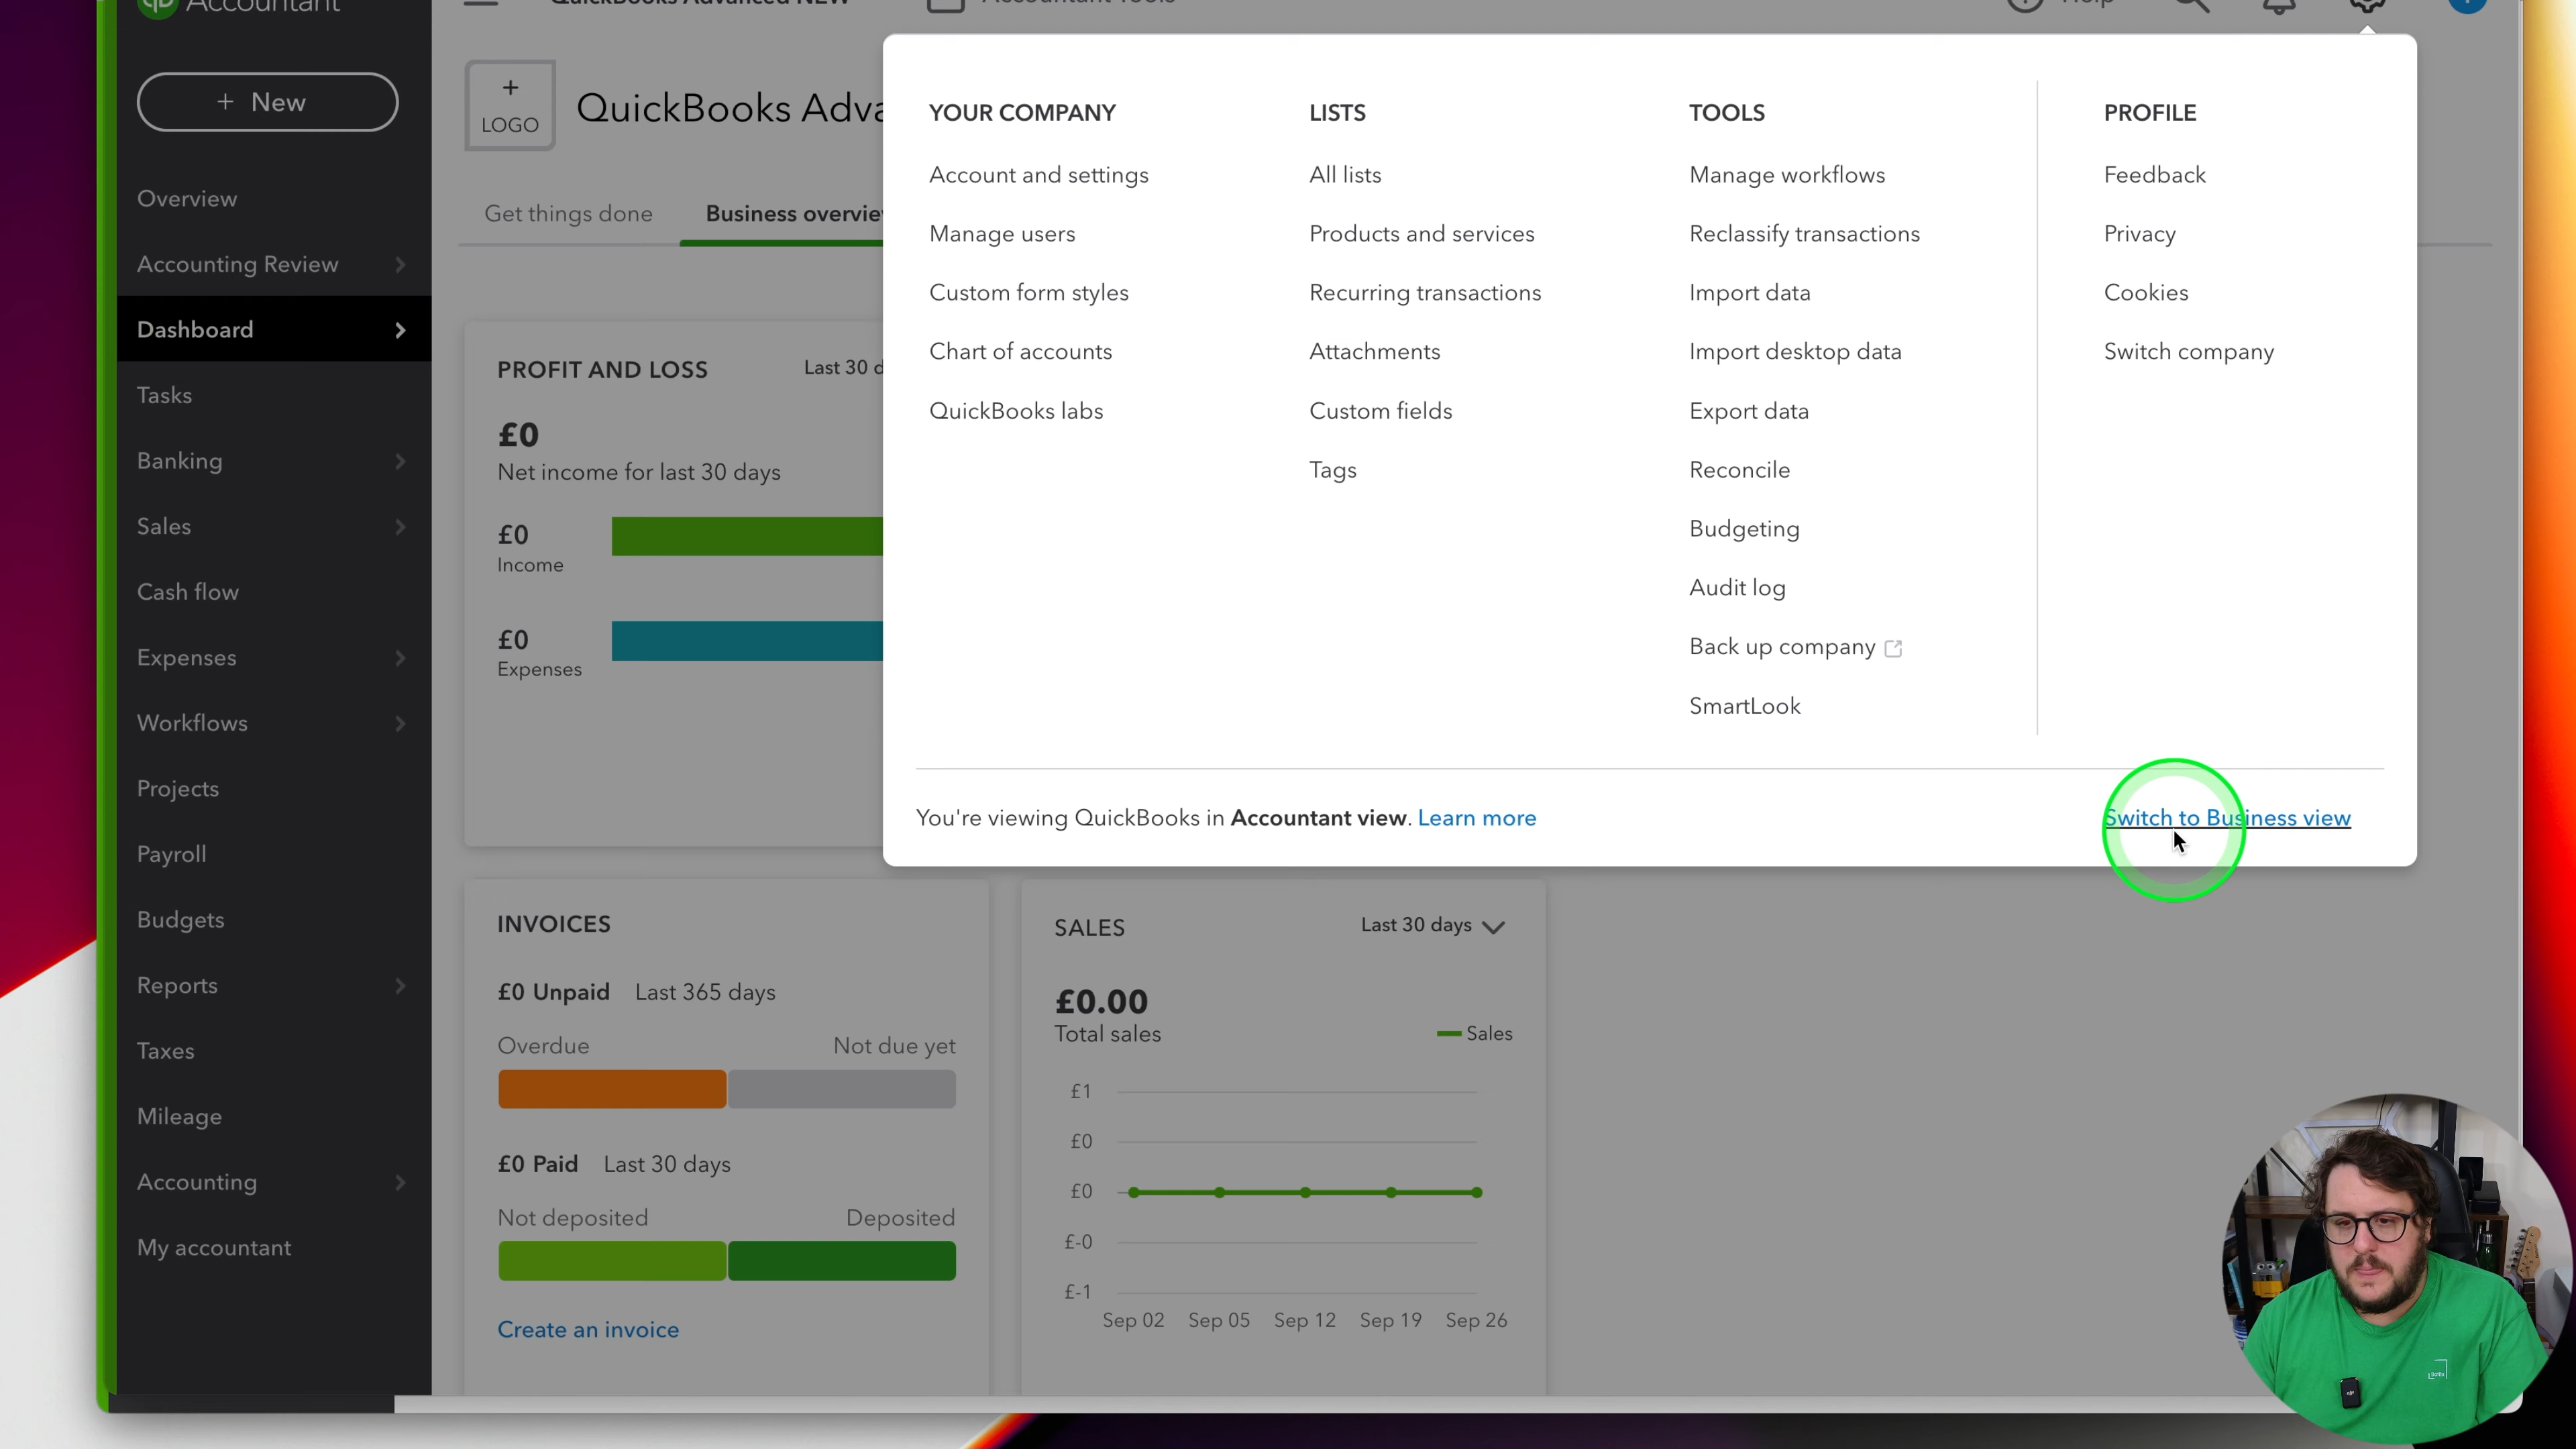 Accountant
QuickBooks Advanced NEW
Accountant Tools
Help
+ New
Overview
Accounting Review
Dashboard
Tasks
Banking
Sales
Cash flow
Expenses
Workflows
Projects
Payroll
Budgets
Reports
Taxes
Mileage
Accounting
My accountant
+
LOGO
QuickBooks Adva
Get things done
Business overvie
PROFIT AND LOSS
Last 30 d
£0
Net income for last 30 days
£0
Income
£0
Expenses
YOUR COMPANY
Account and settings
Manage users
Custom form styles
Chart of accounts
QuickBooks labs
LISTS
All lists
Products and services
Recurring transactions
Attachments
Custom fields
Tags
TOOLS
Manage workflows
Reclassify transactions
Import data
Import desktop data
Export data
Reconcile
Budgeting
Audit log
Back up company
SmartLook
PROFILE
Feedback
Privacy
Cookies
Switch company
You're viewing QuickBooks in Accountant view. Learn more
Switch to Business view
INVOICES
£0 Unpaid Last 365 days
Overdue
Not due yet
£0 Paid Last 30 days
Not deposited
Deposited
Create an invoice
SALES
Last 30 days
£0.00
Total sales
Sales
£1
£0
£0
£-0
£-1
Sep 02 Sep 05 Sep 12 Sep 19 Sep 26